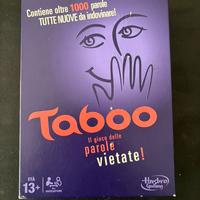 Contiene oltre 1000 parole
TUTTE NUOVE da indovinare!
Taboo
Il gioco delle
parole
vietate!
ETÀ
13+
Hasbro
Gaming